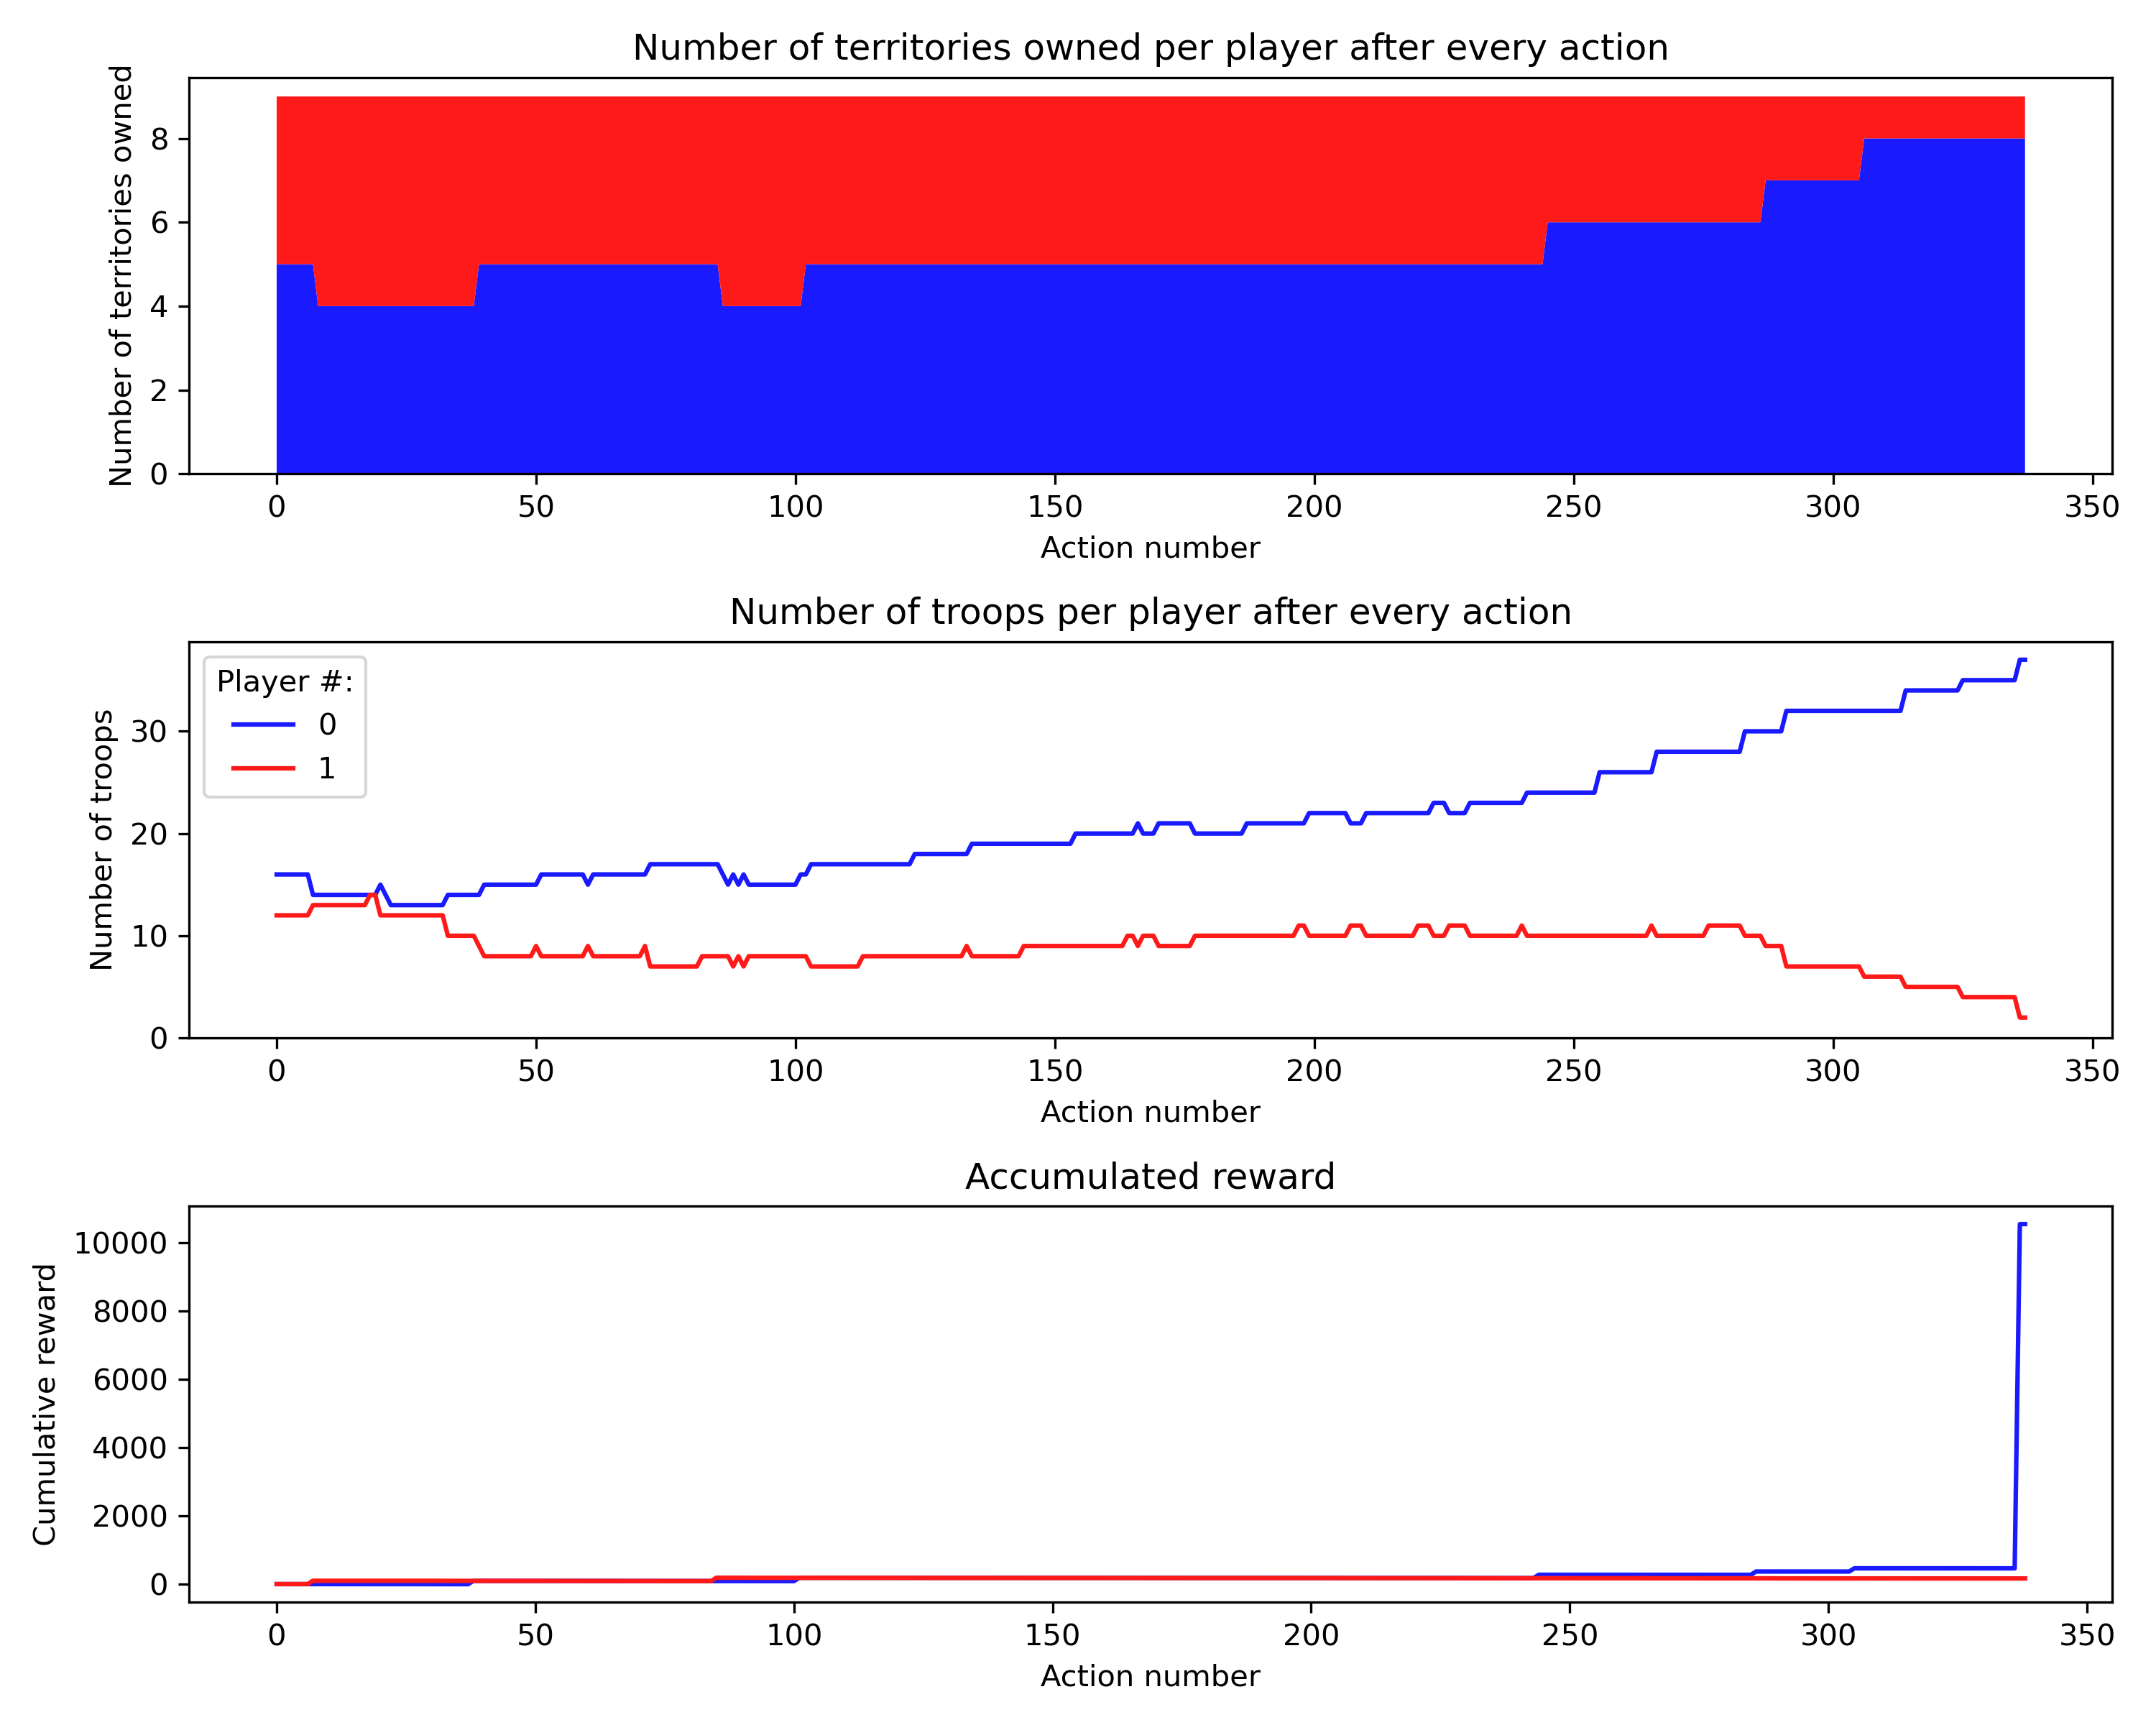 Number of territories owned per player after every action
Number of territories owned
8
6
4
2
0
0 50 100 150 200 250 300 350
Action number
Number of troops per player after every action
Number of troops
Player #:
0
1
30
20
10
0
0 50 100 150 200 250 300 350
Action number
Accumulated reward
Cumulative reward
10000
8000
6000
4000
2000
0
0 50 100 150 200 250 300 350
Action number